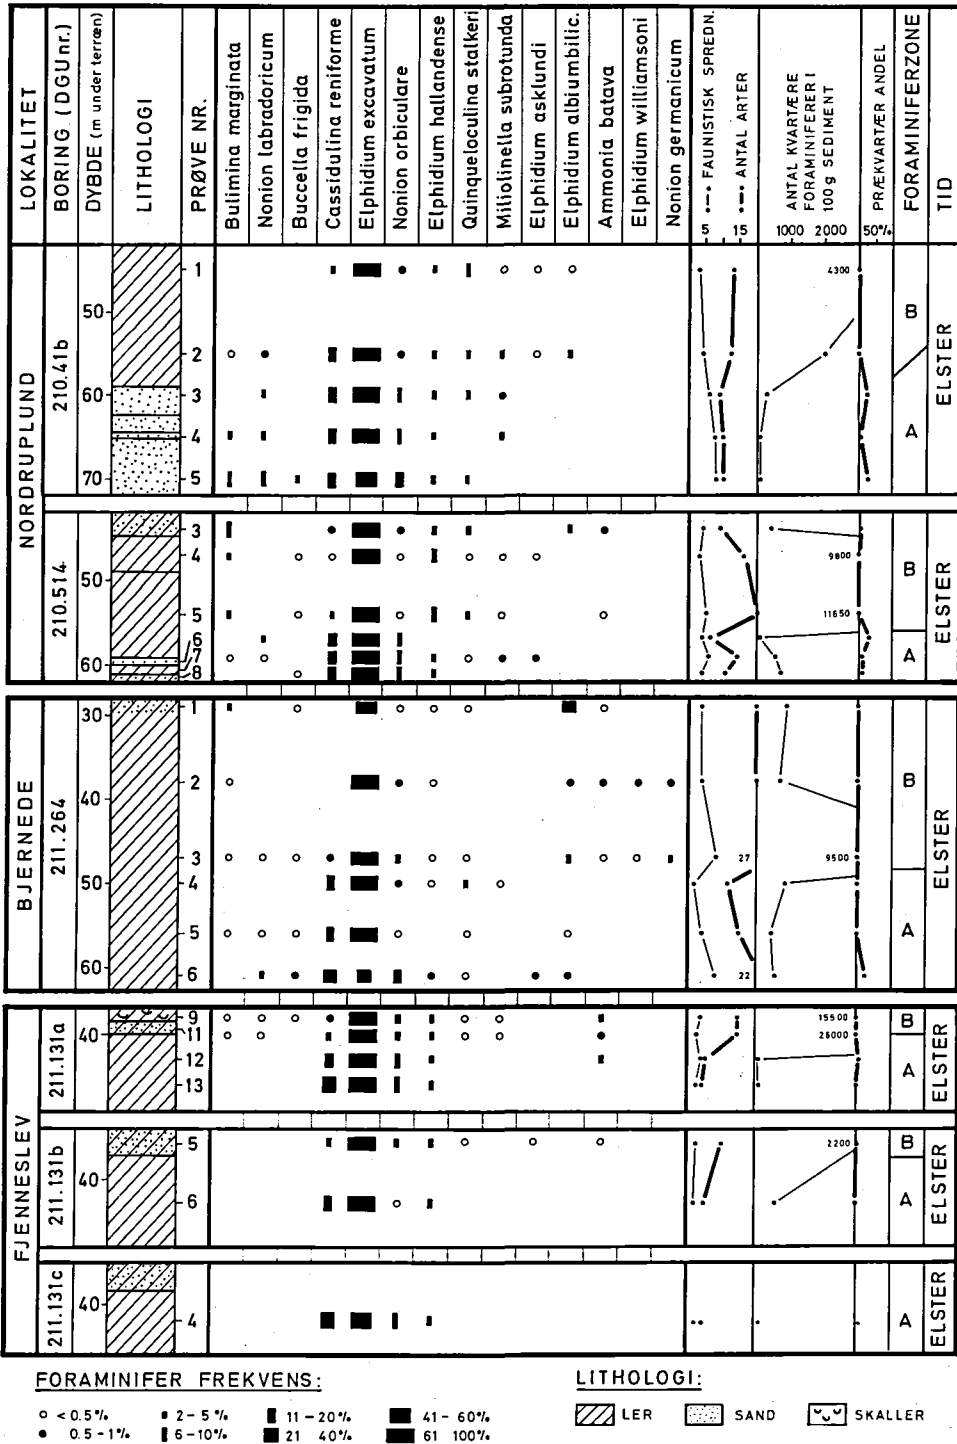 LOKALITET
BORING (DGU nr.)
DYBDE (m under terræn)
LITHOLOGI
PRØVE NR.
Bulimina marginata
Nonion labradoricum
Buccella frigida
Cassidulina reniforme
Elphidium excavatum
Nonion orbiculare
Elphidium hallandense
Quinqueloculina stalkeri
Miliolinella subrotunda
Elphidium asklundi
Elphidium albiumbilic.
Ammonia batava
Elphidium williamsoni
Nonion germanicum
FAUNISTISK SPREDN.
ANTAL ARTER
5 15
ANTAL KVARTÆRE
FORAMINIFERER I
100 g SEDIMENT
1000 2000
PRÆKVARTÆR ANDEL
50%
FORAMINIFERZONE
TID
NORDRUPLUND
210.41b
50
60
70
1
2
3
4
5
4300
B
A
ELSTER
210.514
50
60
3
4
5
6
7
8
9800
11650
B
A
ELSTER
BJERNEDE
211.264
30
40
50
60
1
2
3
4
5
6
27
22
9500
B
A
ELSTER
FJENNESLEV
211.131a
40
9
11
12
13
15500
26000
B
A
ELSTER
211.131b
40
5
6
2200
B
A
ELSTER
211.131c
40
4
A
ELSTER
FORAMINIFER FREKVENS:
< 0.5% 2-5% 11-20% 41-60%
0.5-1% 6-10% 21 40% 61 100%
LITHOLOGI:
LER SAND SKALLER